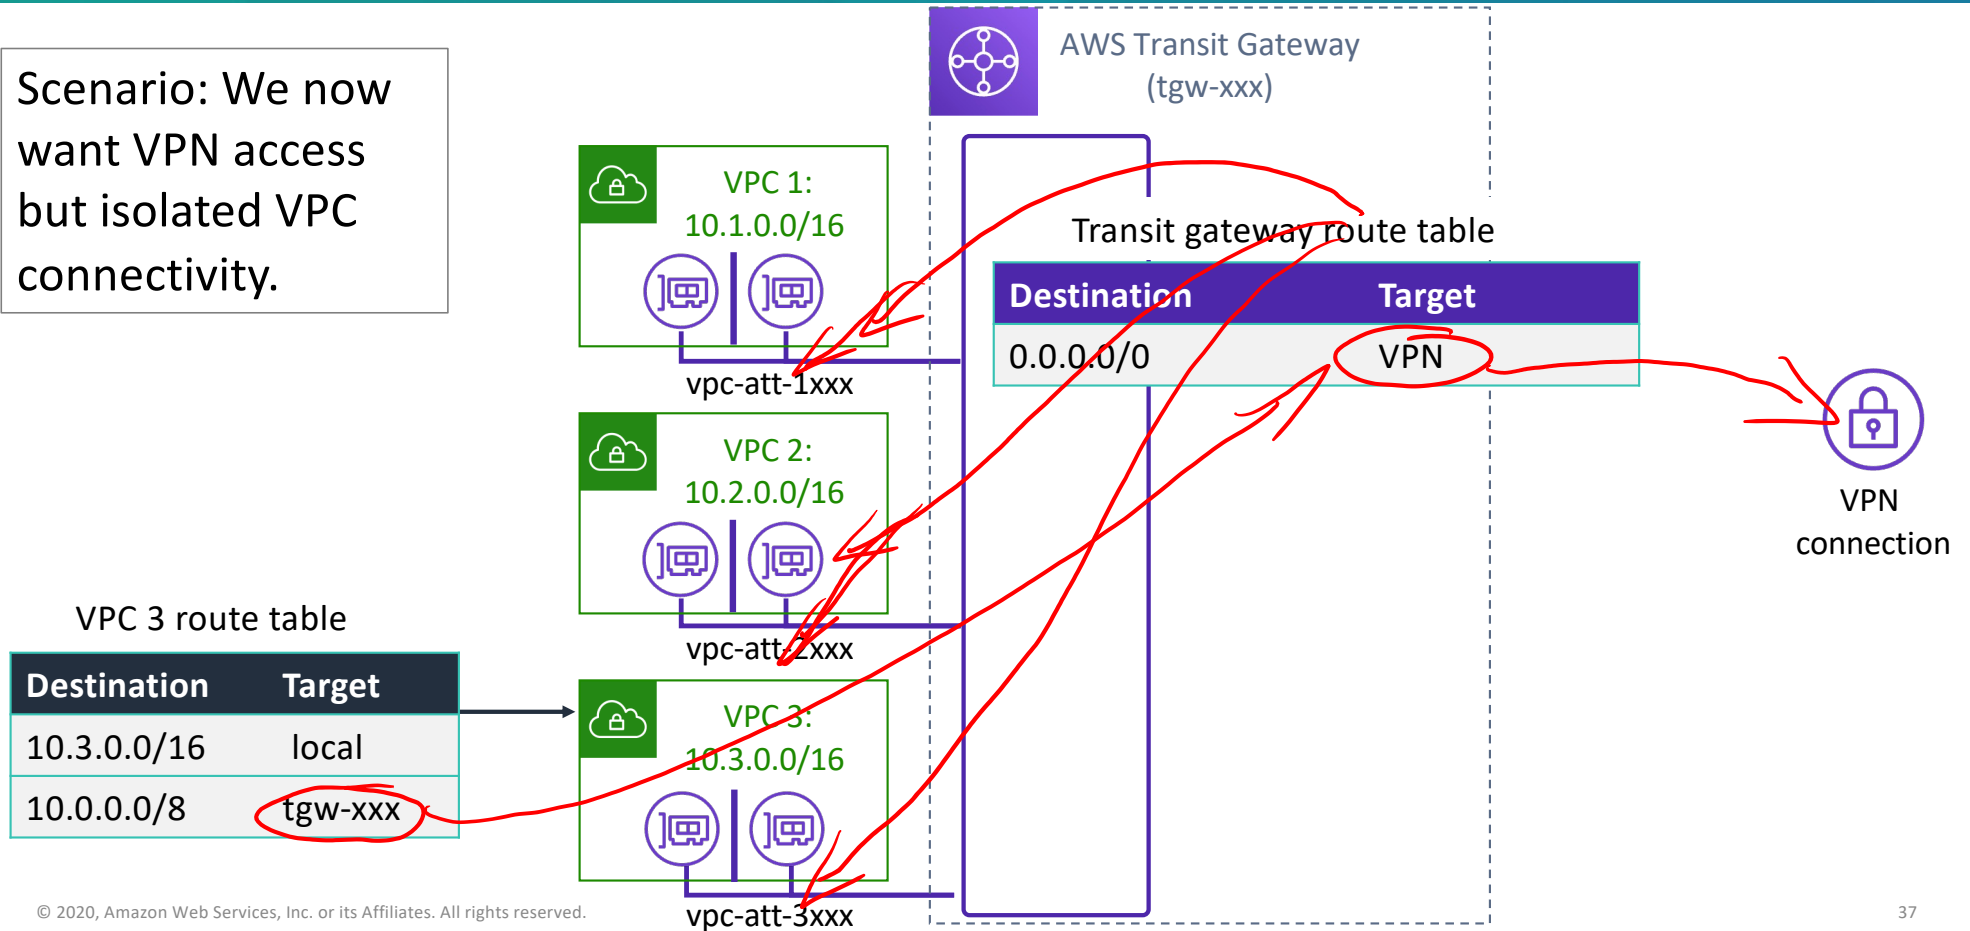 Scenario: We now
want VPN access
but isolated VPC
connectivity.
AWS Transit Gateway
(tgw-xxx)
VPC 1:
10.1.0.0/16
vpc-att-1xxx
Transit gateway route table
Destination Target
0.0.0.0/0 VPN
VPC 2:
10.2.0.0/16
vpc-att-2xxx
VPN
connection
VPC 3 route table
Destination Target
10.3.0.0/16 local
10.0.0.0/8 tgw-xxx
VPC 3:
10.3.0.0/16
vpc-att-3xxx
© 2020, Amazon Web Services, Inc. or its Affiliates. All rights reserved.
37